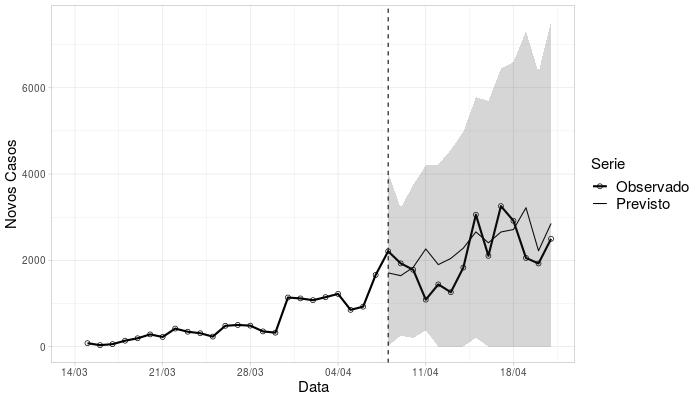 Novos Casos
6000
4000
2000
0
14/03
21/03
28/03
04/04
11/04
18/04
Data
Serie
Observado
Previsto